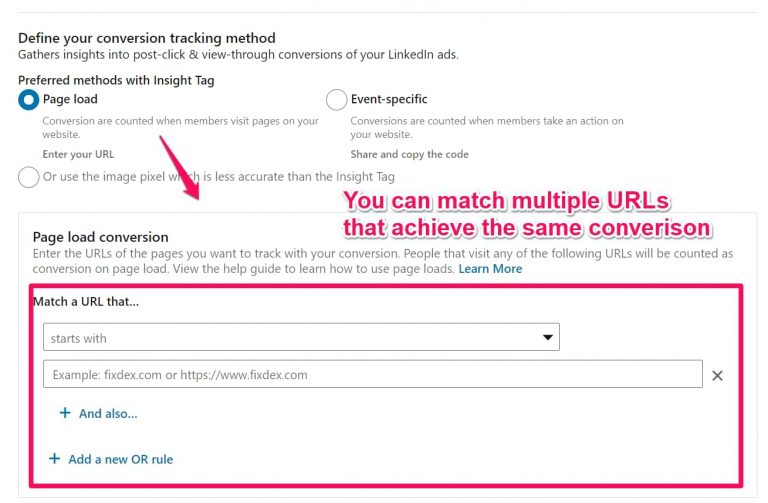 Define your conversion tracking method
Gathers insights into post-click & view-through conversions of your LinkedIn ads.
Preferred methods with Insight Tag
Page load
Conversion are counted when members visit pages on your
website.
Enter your URL
Event-specific
Conversions are counted when members take an action on
your website.
Share and copy the code
Or use the image pixel which is less accurate than the Insight Tag
You can match multiple URLs
that achieve the same converison
Page load conversion
Enter the URLs of the pages you want to track with your conversion. People that visit any of the following URLs will be counted as
conversion on page load. View the help guide to learn how to use page loads. Learn More
Match a URL that...
starts with
Example: fixdex.com or https://www.fixdex.com
+ And also...
+ Add a new OR rule